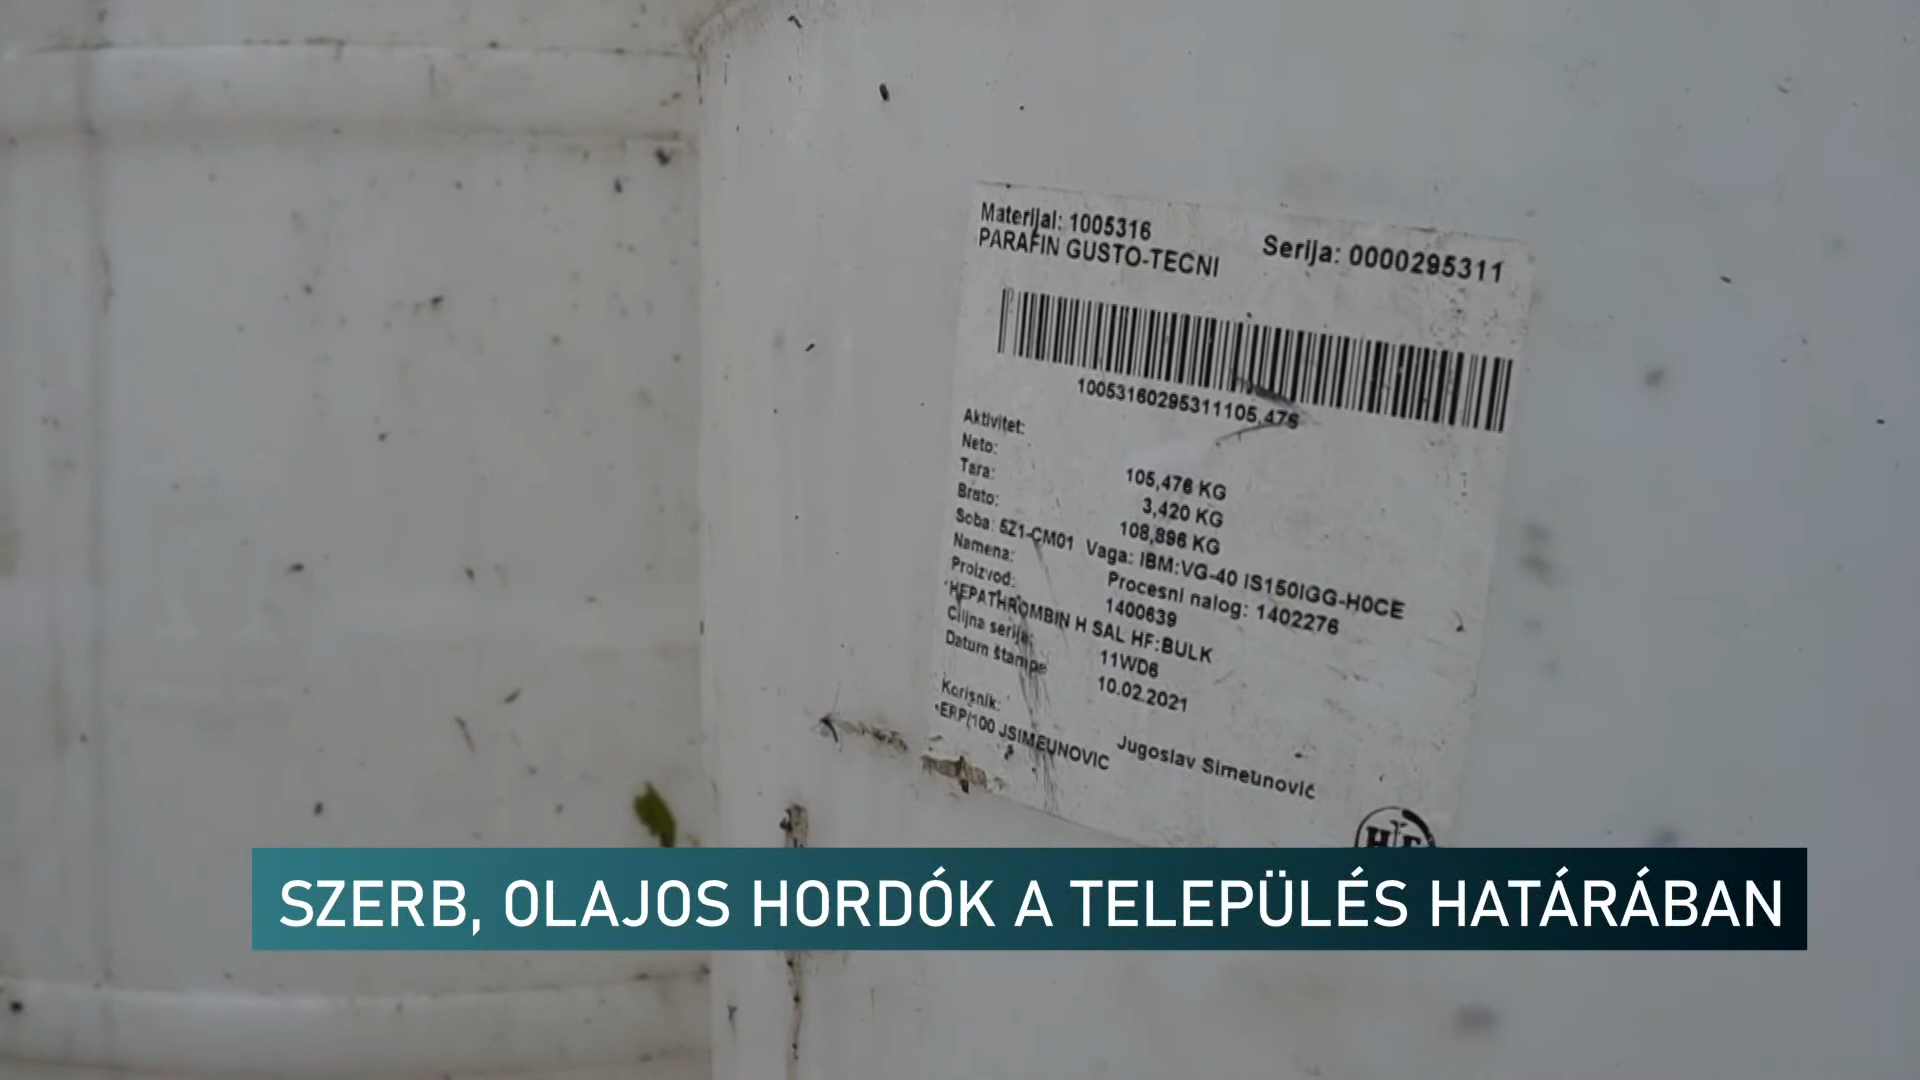 Materijal: 1005316
PARAFIN GUSTO-TECNI
Serija: 0000295311
10053160295311105,476
Aktivitet:
Neto: 105,476 KG
Tara: 3,420 KG
Bruto: 108,896 KG
Soba: 5Z1-CM01 Vaga: IBM:VG-40 IS150IGG-H0CE
Namena: Procesni nalog: 1402276
Proizvod: 1400639
HEPATHROMBIN H SAL HF:BULK
Ciljna serija: 11WD6
Datum štampe 10.02.2021
Korisnik:
ERP/100 JSIMEUNOVIC Jugoslav Simeunović
SZERB, OLAJOS HORDÓK A TELEPÜLÉS HATÁRÁBAN